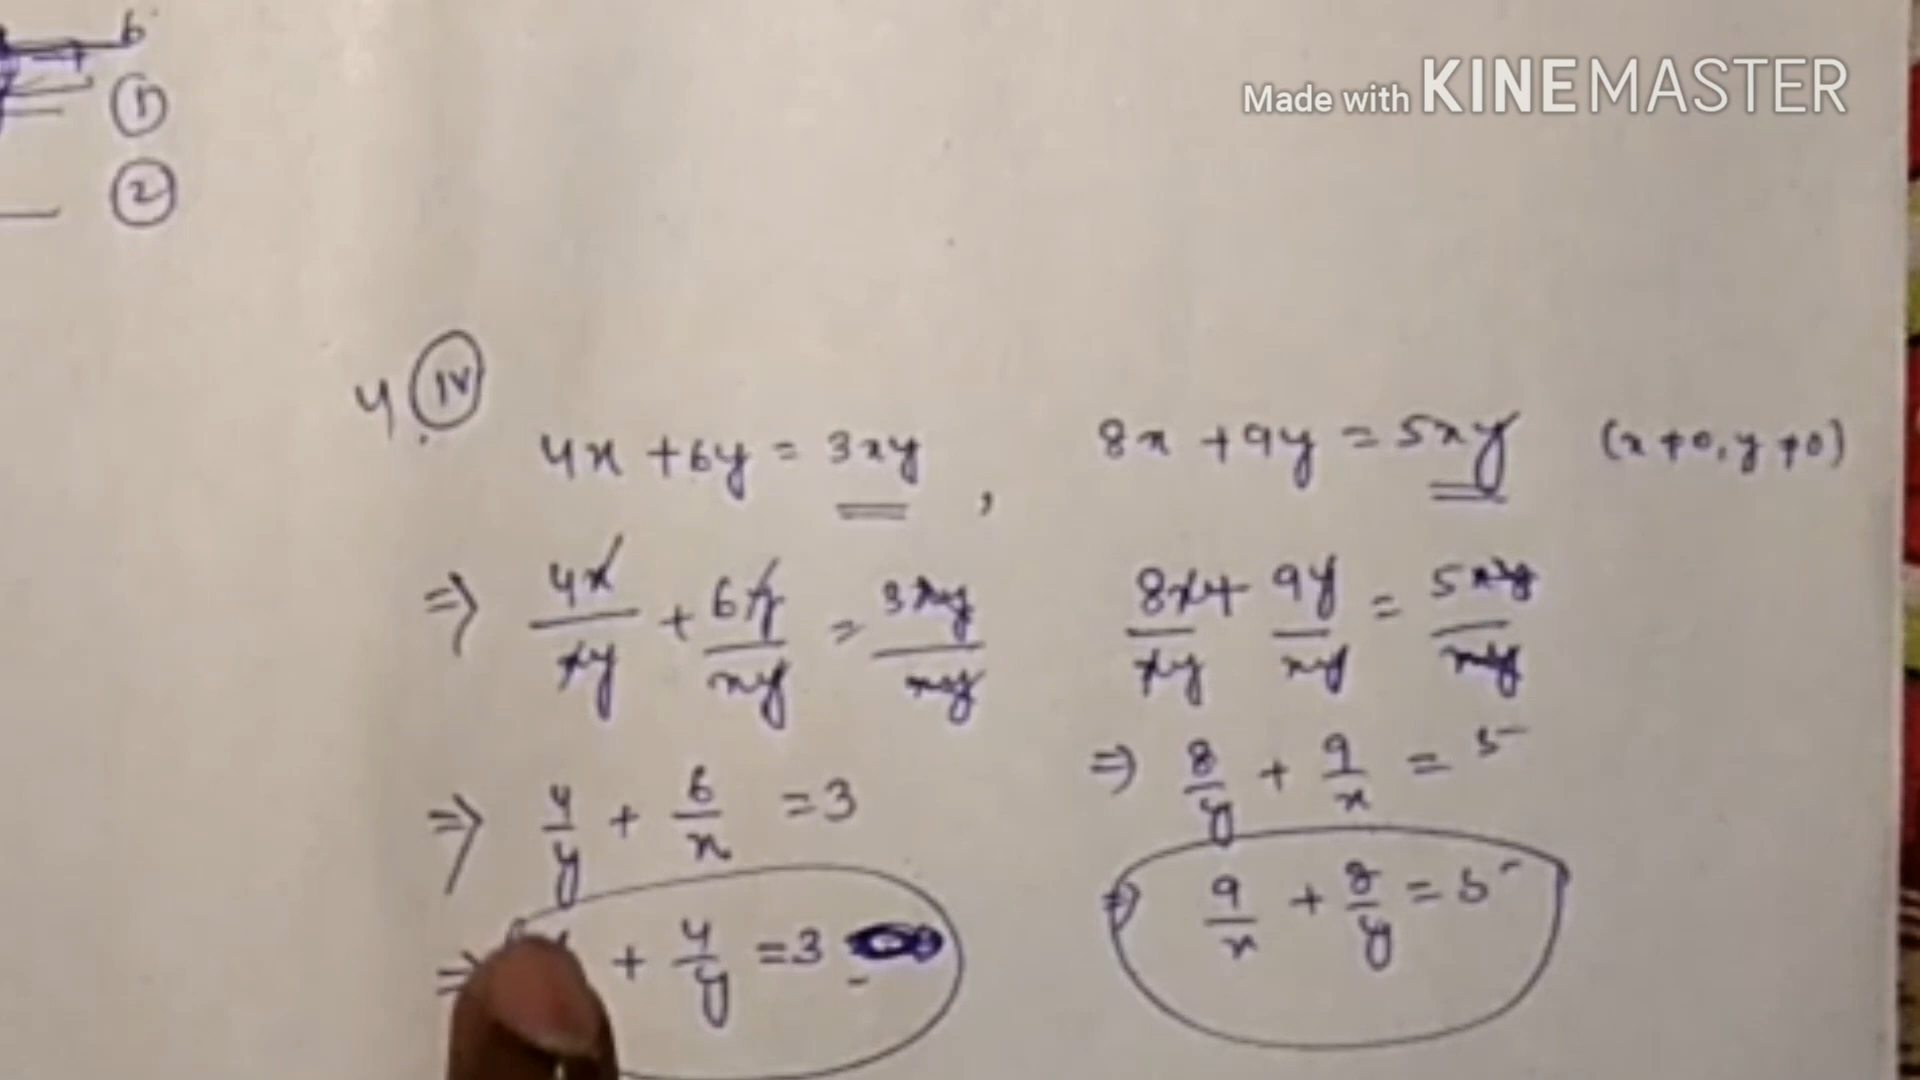 6
①
②
Made with KINEMASTER
4 (iv)
4x + 6y = 3xy , 8x + 9y = 5xy (x ≠ 0, y ≠ 0)
⇒ 4x/xy + 6y/xy = 3xy/xy 8x/xy + 9y/xy = 5xy/xy
⇒ 4/y + 6/x = 3 ⇒ 8/y + 9/x = 5
⇒ + 4/y = 3 ⇒ 9/x + 8/y = 5